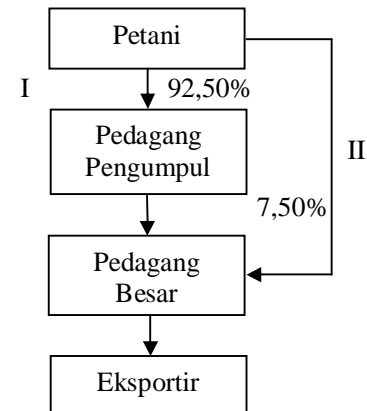 Petani
I
92,50%
Pedagang
Pengumpul
II
7,50%
Pedagang
Besar
Eksportir